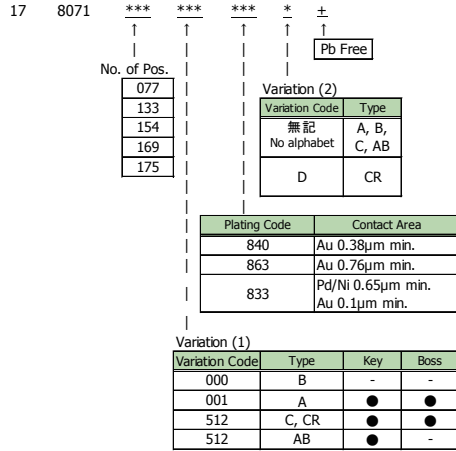 17 8071 *** *** *** * +
Pb Free
No. of Pos.
077
133
154
169
175
Variation (2)
Variation Code Type
無記 A, B,
No alphabet C, AB
D CR
Plating Code Contact Area
840 Au 0.38µm min.
863 Au 0.76µm min.
833 Pd/Ni 0.65µm min.
Au 0.1µm min.
Variation (1)
Variation Code Type Key Boss
000 B - -
001 A ● ●
512 C, CR ● ●
512 AB ● -